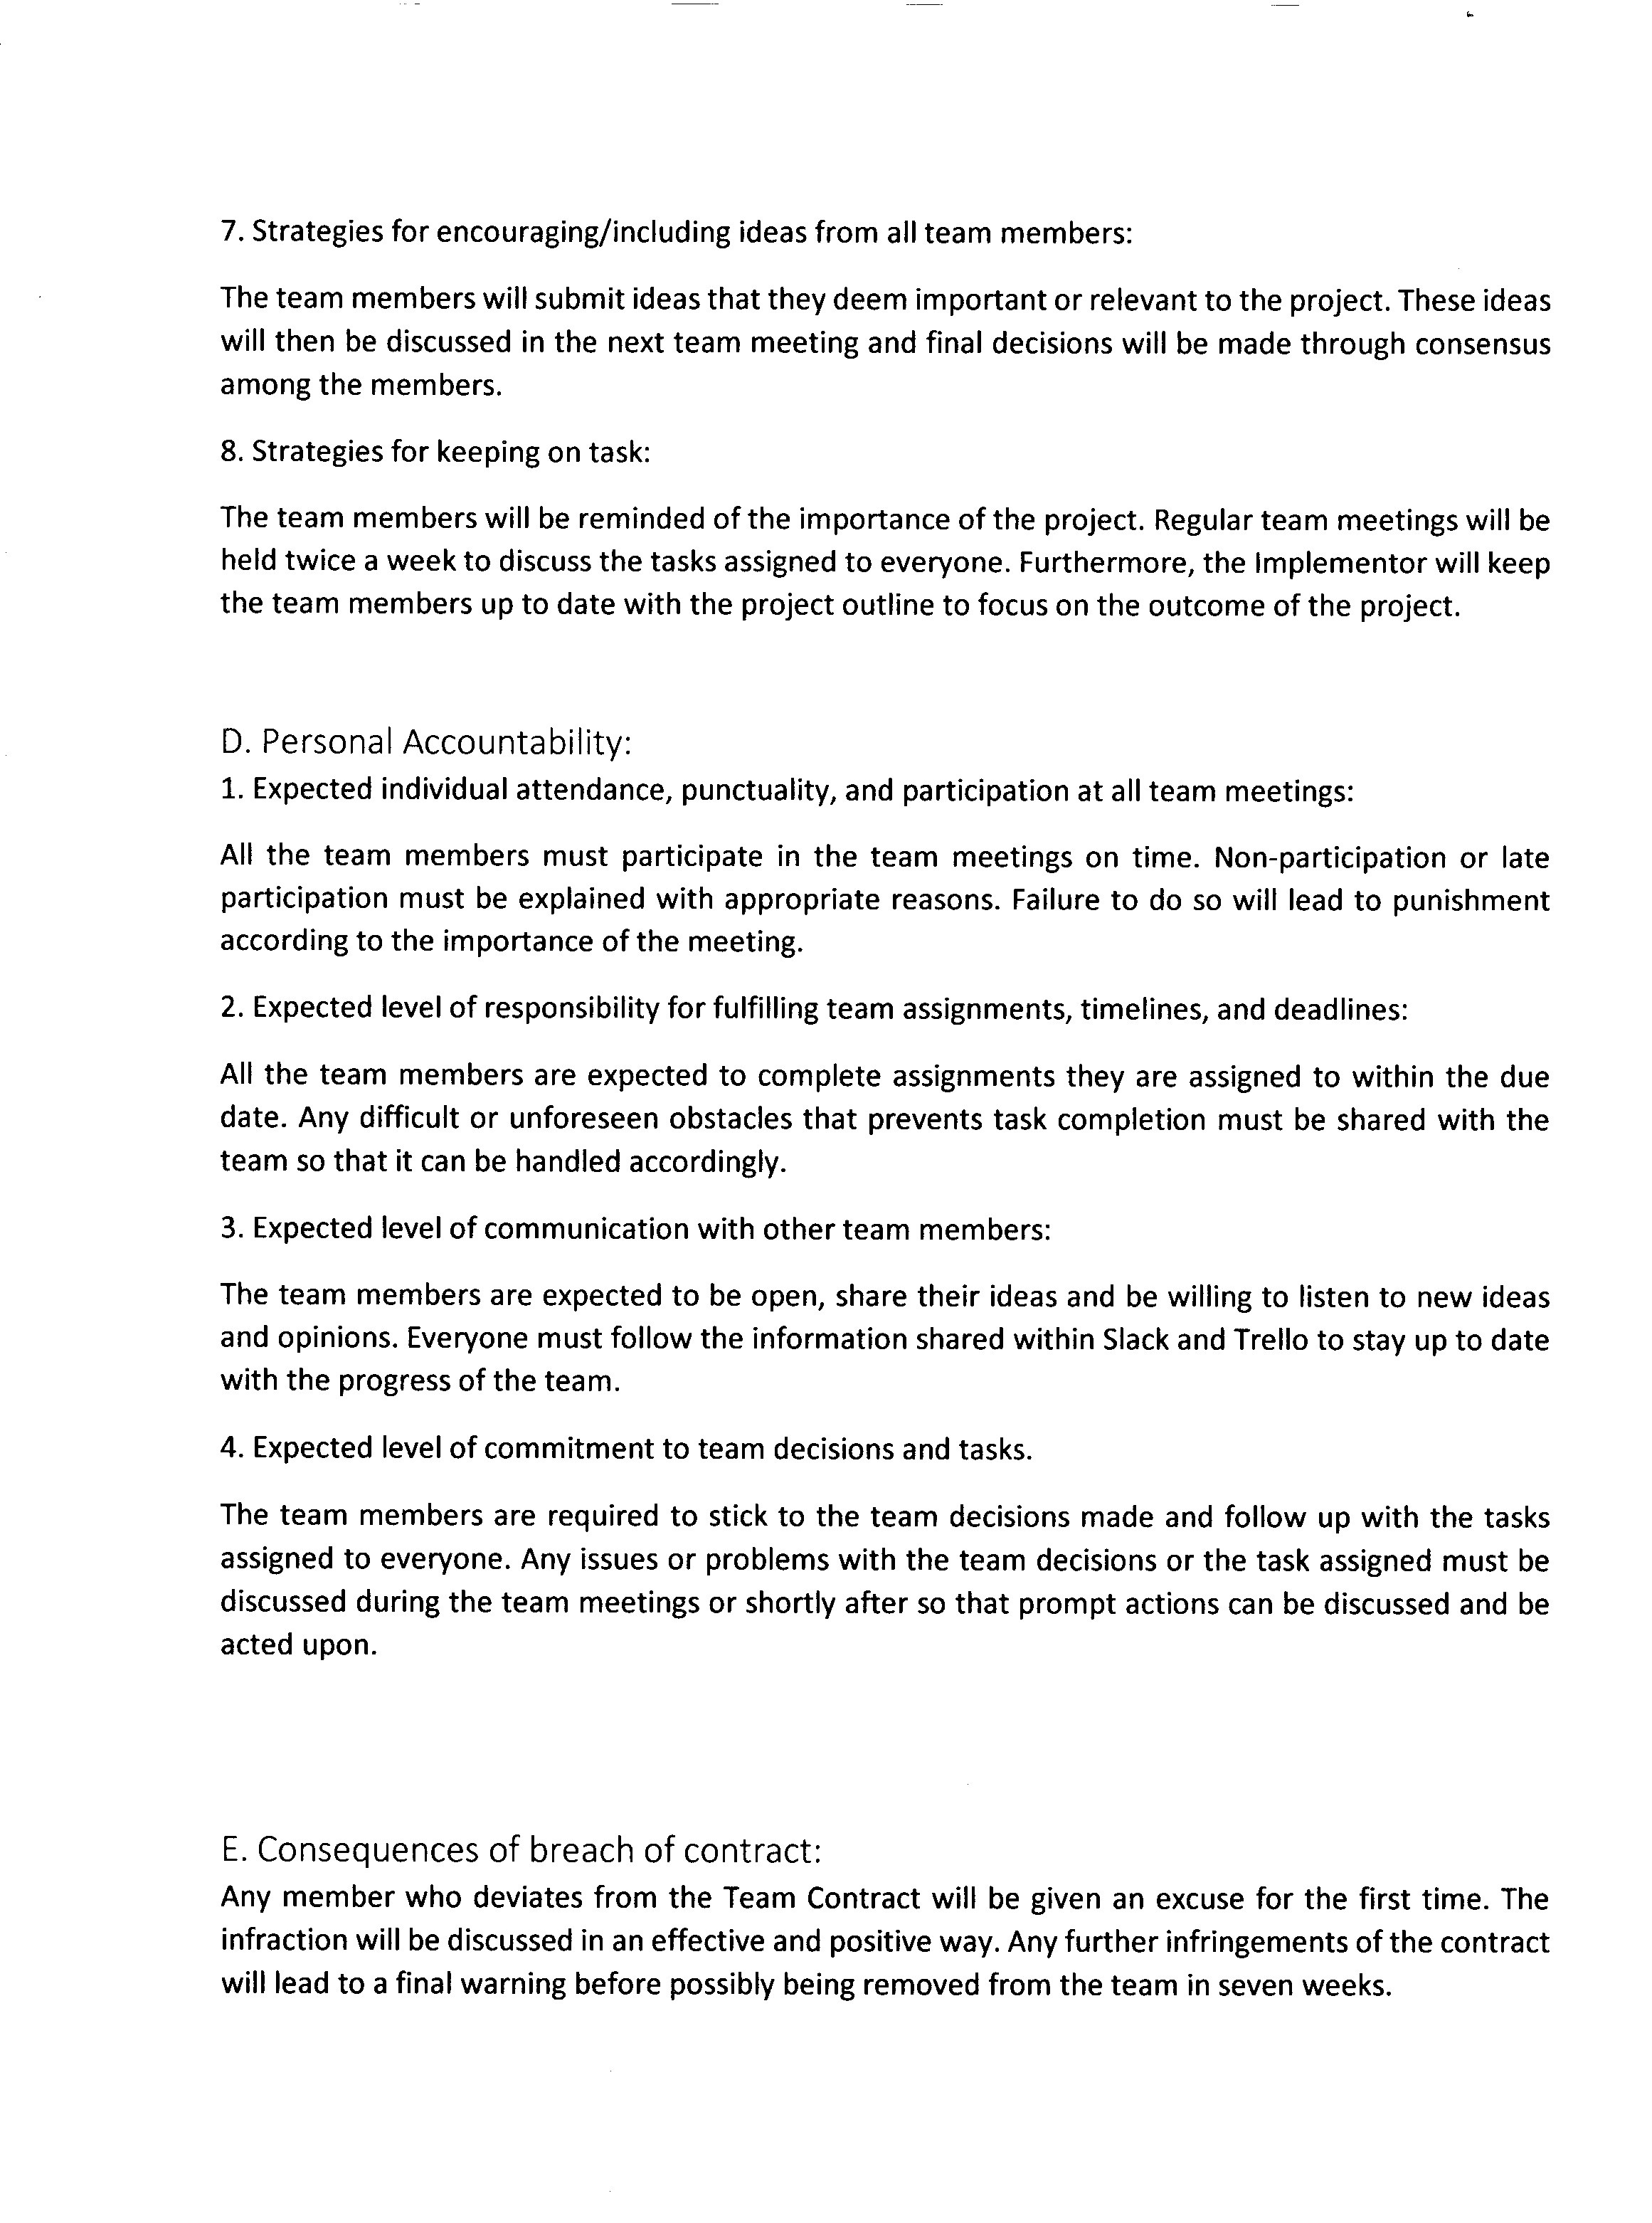 7. Strategies for encouraging/including ideas from all team members:
The team members will submit ideas that they deem important or relevant to the project. These ideas
will then be discussed in the next team meeting and final decisions will be made through consensus
among the members.
8. Strategies for keeping on task:
The team members will be reminded of the importance of the project. Regular team meetings will be
held twice a week to discuss the tasks assigned to everyone. Furthermore, the Implementor will keep
the team members up to date with the project outline to focus on the outcome of the project.
D. Personal Accountability:
1. Expected individual attendance, punctuality, and participation at all team meetings:
All the team members must participate in the team meetings on time. Non-participation or late
participation must be explained with appropriate reasons. Failure to do so will lead to punishment
according to the importance of the meeting.
2. Expected level of responsibility for fulfilling team assignments, timelines, and deadlines:
All the team members are expected to complete assignments they are assigned to within the due
date. Any difficult or unforeseen obstacles that prevents task completion must be shared with the
team so that it can be handled accordingly.
3. Expected level of communication with other team members:
The team members are expected to be open, share their ideas and be willing to listen to new ideas
and opinions. Everyone must follow the information shared within Slack and Trello to stay up to date
with the progress of the team.
4. Expected level of commitment to team decisions and tasks.
The team members are required to stick to the team decisions made and follow up with the tasks
assigned to everyone. Any issues or problems with the team decisions or the task assigned must be
discussed during the team meetings or shortly after so that prompt actions can be discussed and be
acted upon.
E. Consequences of breach of contract:
Any member who deviates from the Team Contract will be given an excuse for the first time. The
infraction will be discussed in an effective and positive way. Any further infringements of the contract
will lead to a final warning before possibly being removed from the team in seven weeks.